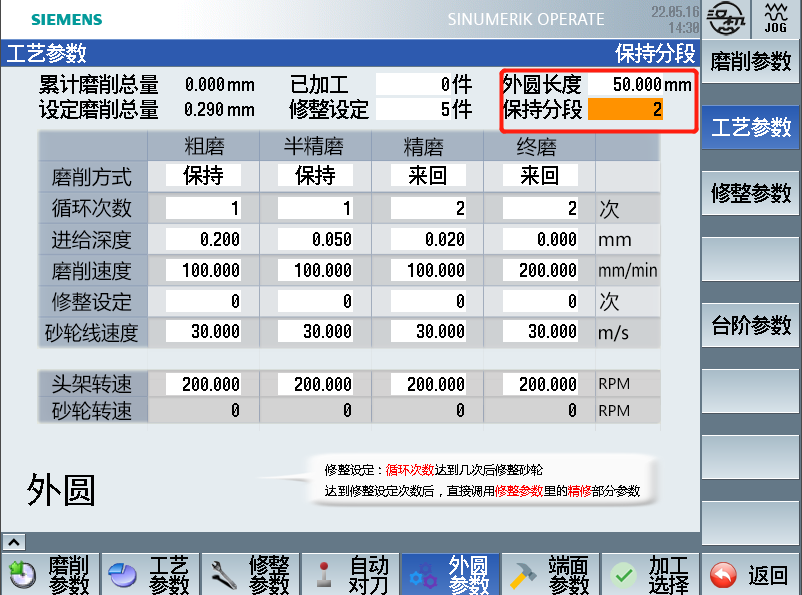 SIEMENS
SINUMERIK OPERATE
22.05.16
14:30
JOG
工艺参数
保持分段
累计磨削总量 0.000mm 已加工 0件 外圆长度 50.000mm
设定磨削总量 0.290mm 修整设定 5件 保持分段 2
粗磨 半精磨 精磨 终磨
磨削方式 保持 保持 来回 来回
循环次数 1 1 2 2 次
进给深度 0.200 0.050 0.020 0.000 mm
磨削速度 100.000 100.000 100.000 200.000 mm/min
修整设定 0 0 0 0 次
砂轮线速度 30.000 30.000 30.000 30.000 m/s
头架转速 200.000 200.000 200.000 200.000 RPM
砂轮转速 0 0 0 0 RPM
外圆
修整设定：循环次数达到几次后修整砂轮
达到修整设定次数后，直接调用修整参数里的精修部分参数
磨削参数
工艺参数
修整参数
台阶参数
磨削
参数
工艺
参数
修整
参数
自动
对刀
外圆
参数
端面
参数
加工
选择
返回